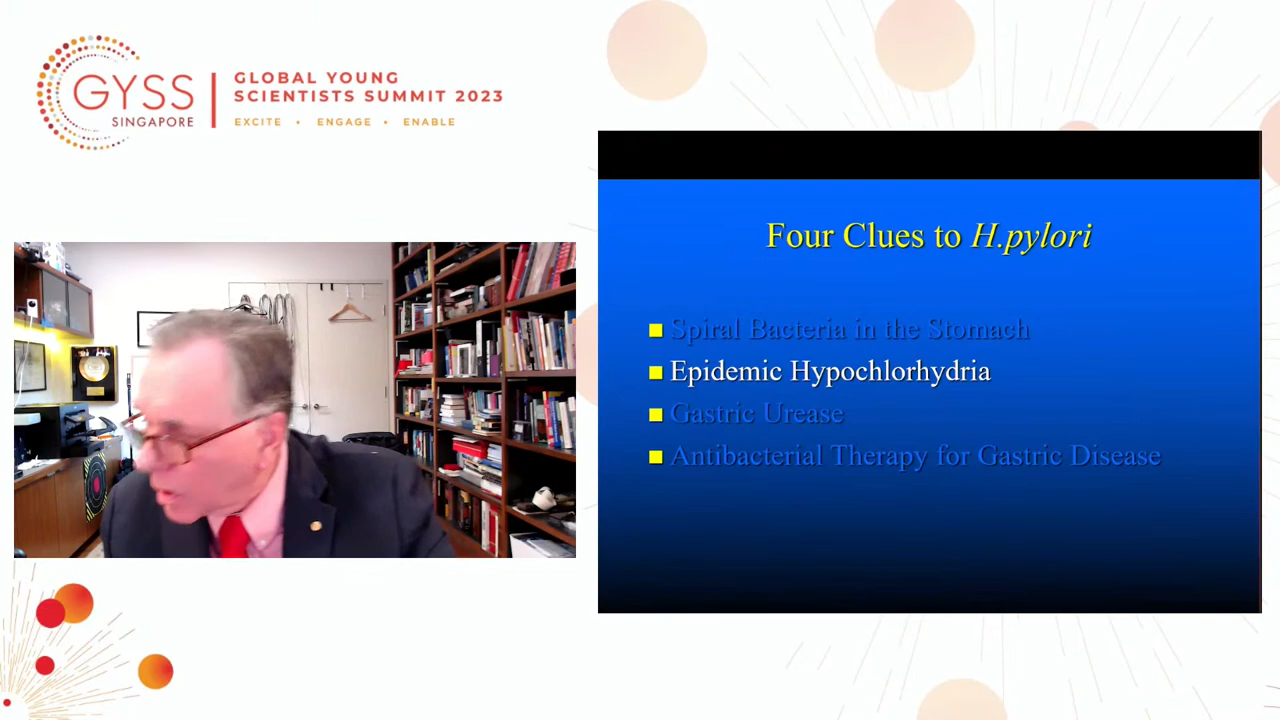 GYSS
SINGAPORE
GLOBAL YOUNG
SCIENTISTS SUMMIT 2023
EXCITE • ENGAGE • ENABLE
Four Clues to H.pylori
Spiral Bacteria in the Stomach
Epidemic Hypochlorhydria
Gastric Urease
Antibacterial Therapy for Gastric Disease